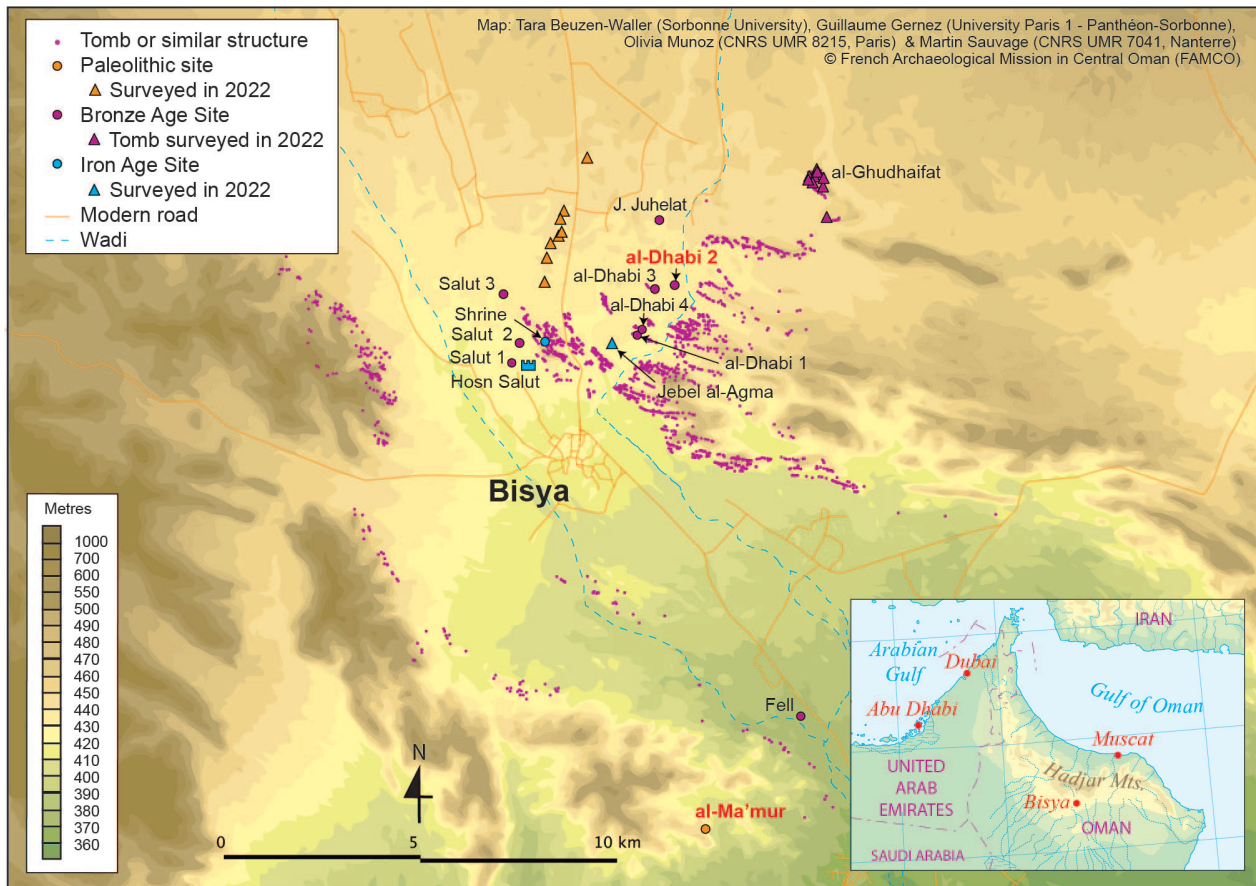 Map: Tara Beuzen-Waller (Sorbonne University), Guillaume Gernez (University Paris 1 - Panthéon-Sorbonne),
Olivia Munoz (CNRS UMR 8215, Paris)  & Martin Sauvage (CNRS UMR 7041, Nanterre)
© French Archaeological Mission in Central Oman (FAMCO)
Tomb or similar structure
Paleolithic site
Surveyed in 2022
Bronze Age Site
Tomb surveyed in 2022
Iron Age Site
Surveyed in 2022
Modern road
Wadi
al-Ghudhaifat
J. Juhelat
al-Dhabi 2
al-Dhabi 3
Salut 3
al-Dhabi 4
Shrine
Salut 2
Salut 1
al-Dhabi 1
Hosn Salut
Jebel al-Agma
Bisya
Metres
1000
700
600
550
500
490
480
470
460
450
440
430
420
410
400
390
380
370
360
Fell
N
al-Ma'mur
0
5
10 km
IRAN
Arabian
Gulf
Dubai
Gulf of Oman
Abu Dhabi
Muscat
UNITED
ARAB
EMIRATES
Hadjar Mts.
Bisya
OMAN
SAUDI ARABIA